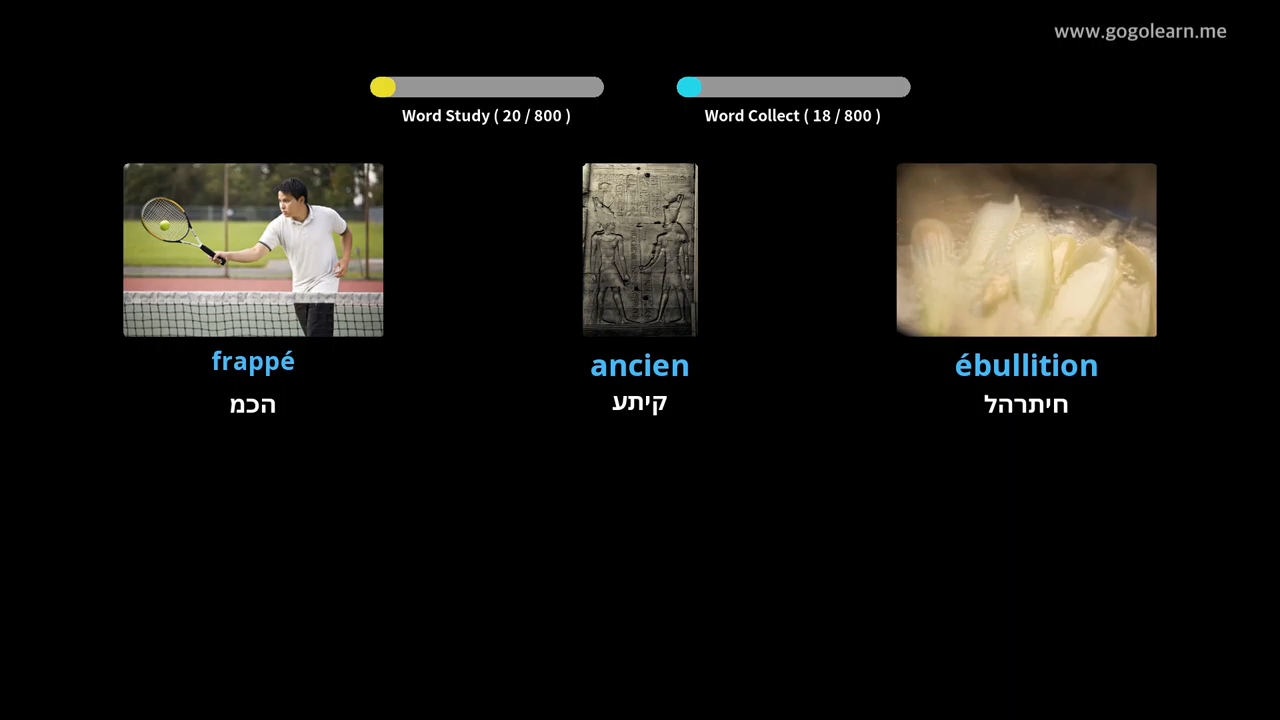 www.gogolearn.me
Word Study ( 20 / 800 )
Word Collect ( 18 / 800 )
frappé
הכמ
ancien
קיתע
ébullition
חיתרהל